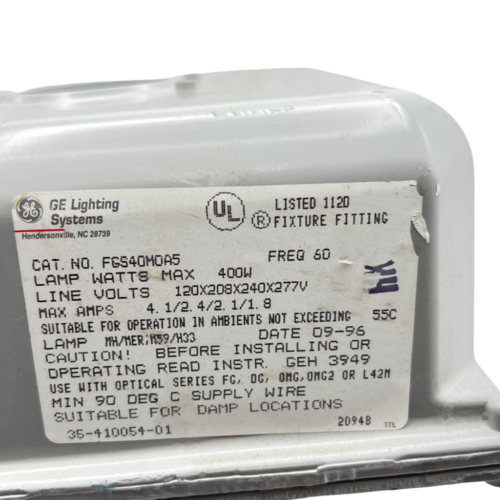 GE Lighting
Systems
Hendersonville, NC 28739
UL
LISTED 112D
® FIXTURE FITTING
CAT. NO. FGS40M0A5 FREQ 60
LAMP WATTS MAX 400W
LINE VOLTS 120X208X240X277V
MAX AMPS 4.1/2.4/2.1/1.8
SUITABLE FOR OPERATION IN AMBIENTS NOT EXCEEDING 55C
LAMP MH/MER;M59/H33 DATE 09-96
CAUTION! BEFORE INSTALLING OR
OPERATING READ INSTR. GEH 3949
USE WITH OPTICAL SERIES FG, DG, OMG,OMG2 OR L42M
MIN 90 DEG C SUPPLY WIRE
SUITABLE FOR DAMP LOCATIONS
35-410054-01 20948 TTL